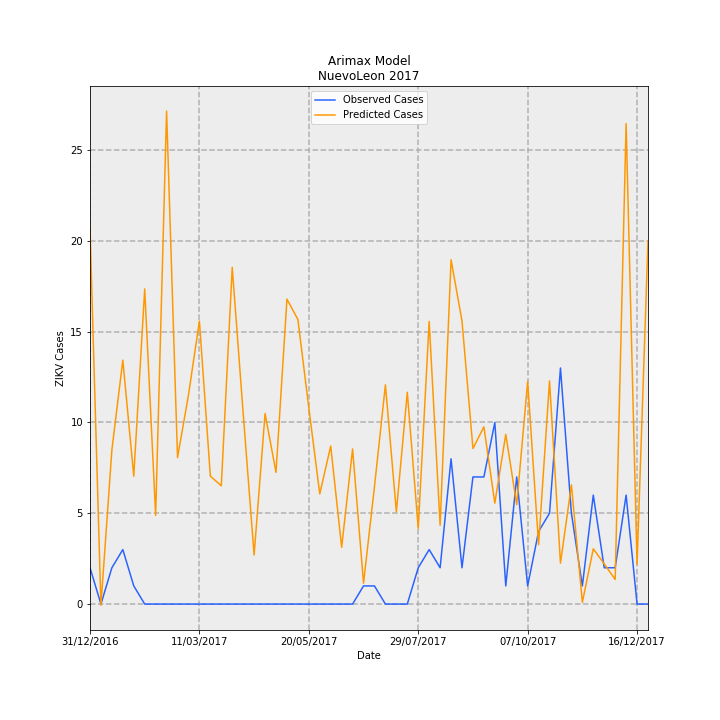 Arimax Model
NuevoLeon 2017
Observed Cases
Predicted Cases
ZIKV Cases
25
20
15
10
5
0
31/12/2016 11/03/2017 20/05/2017 29/07/2017 07/10/2017 16/12/2017
Date